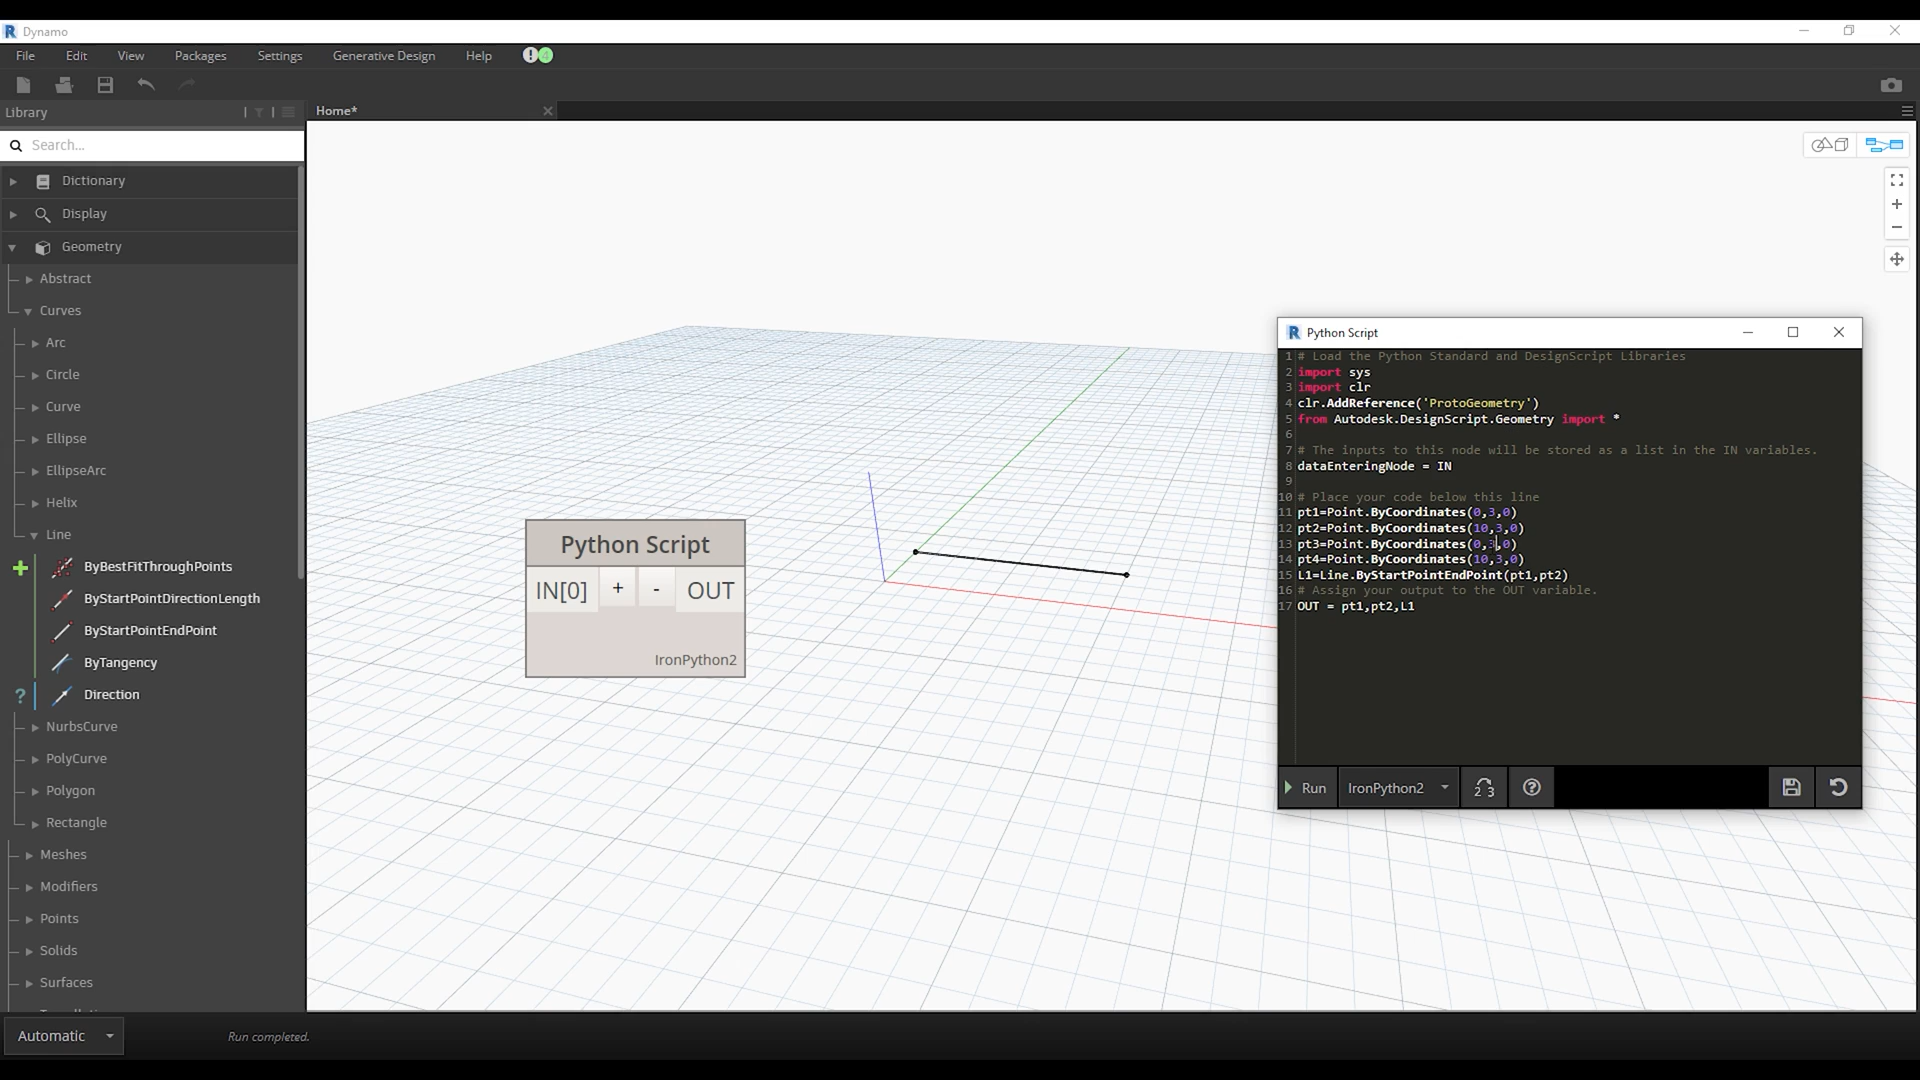 Dynamo
File Edit View Packages Settings Generative Design Help !
Library
Home*
Search...
Dictionary
Display
Geometry
Abstract
Curves
Arc
Circle
Curve
Ellipse
EllipseArc
Helix
Line
ByBestFitThroughPoints
ByStartPointDirectionLength
ByStartPointEndPoint
ByTangency
Direction
NurbsCurve
PolyCurve
Polygon
Rectangle
Meshes
Modifiers
Points
Solids
Surfaces
Python Script
IN[0] + - OUT
IronPython2
Python Script
1 # Load the Python Standard and DesignScript Libraries
2 import sys
3 import clr
4 clr.AddReference('ProtoGeometry')
5 from Autodesk.DesignScript.Geometry import *
6
7 # The inputs to this node will be stored as a list in the IN variables.
8 dataEnteringNode = IN
9
10 # Place your code below this line
11 pt1=Point.ByCoordinates(0,3,0)
12 pt2=Point.ByCoordinates(10,3,0)
13 pt3=Point.ByCoordinates(0,3,0)
14 pt4=Point.ByCoordinates(10,3,0)
15 L1=Line.ByStartPointEndPoint(pt1,pt2)
16 # Assign your output to the OUT variable.
17 OUT = pt1,pt2,L1
Run IronPython2 2 3 ?
Automatic
Run completed.